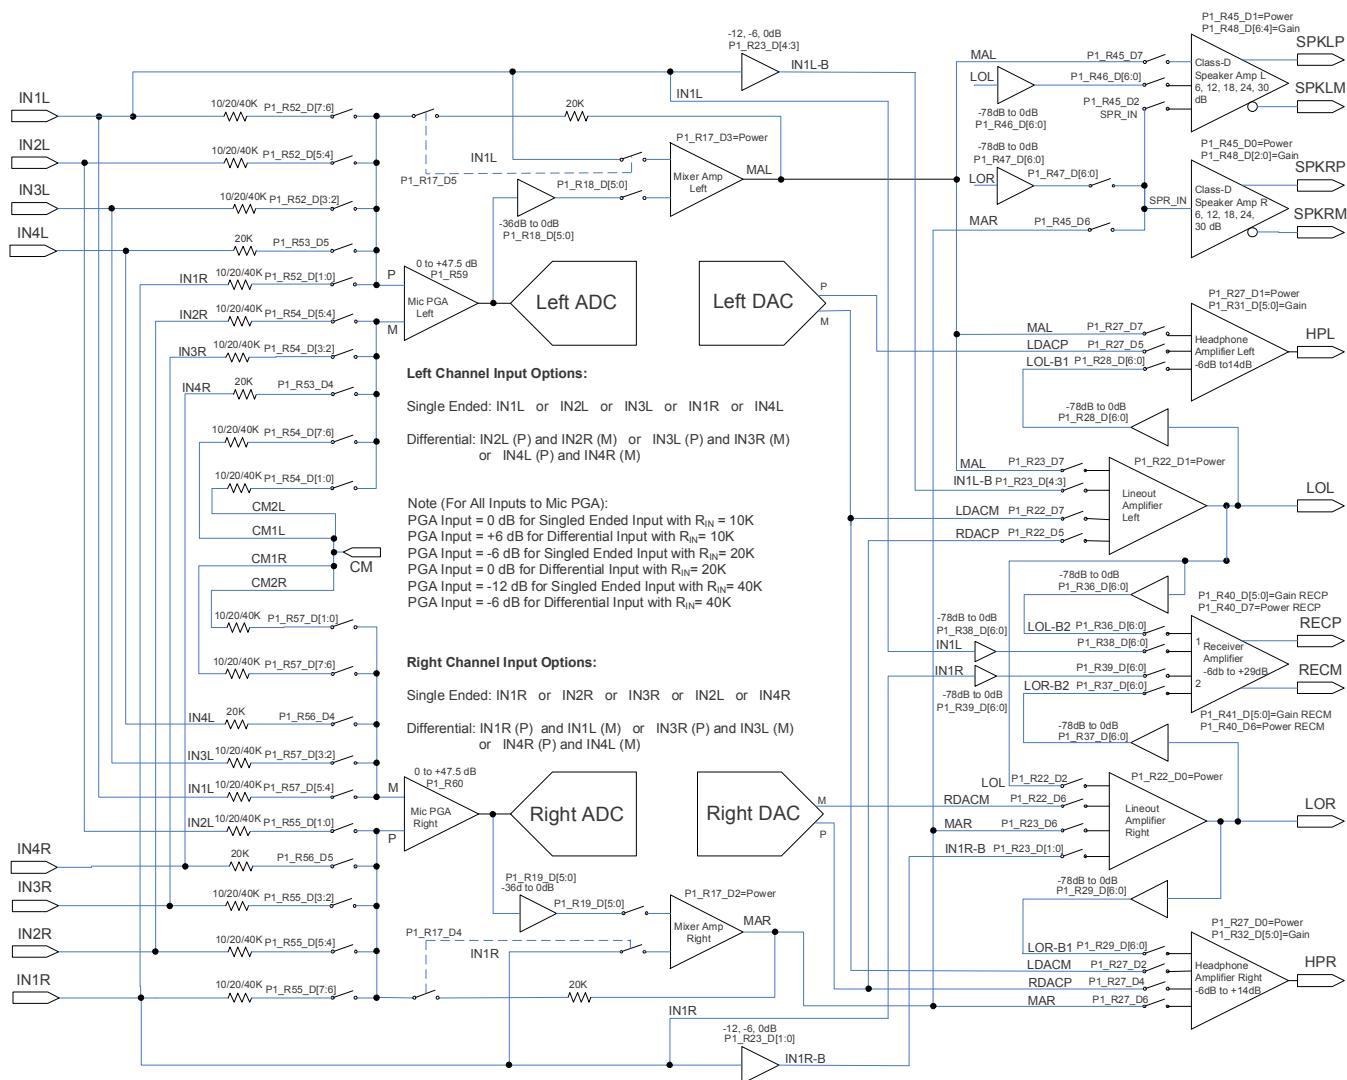 IN1L
IN2L
IN3L
IN4L
10/20/40K P1_R52_D[7:6]
10/20/40K P1_R52_D[5:4]
10/20/40K P1_R52_D[3:2]
20K P1_R53_D5
IN1R 10/20/40K P1_R52_D[1:0]
IN2R 10/20/40K P1_R54_D[5:4]
IN3R 10/20/40K P1_R54_D[3:2]
IN4R 20K P1_R53_D4
10/20/40K P1_R54_D[7:6]
10/20/40K P1_R54_D[1:0]
CM2L
CM1L
CM1R
CM2R
CM
10/20/40K P1_R57_D[1:0]
10/20/40K P1_R57_D[7:6]
IN4L 20K P1_R56_D4
IN3L 10/20/40K P1_R57_D[3:2]
IN1L 10/20/40K P1_R57_D[5:4]
IN2L 10/20/40K P1_R55_D[1:0]
20K P1_R56_D5
10/20/40K P1_R55_D[3:2]
10/20/40K P1_R55_D[5:4]
10/20/40K P1_R55_D[7:6]
IN4R
IN3R
IN2R
IN1R
-12, -6, 0dB
P1_R23_D[4:3]
IN1L-B
IN1L
20K
P1_R17_D3=Power
IN1L
P1_R17_D5
P1_R18_D[5:0]
-36dB to 0dB
P1_R18_D[5:0]
Mixer Amp
Left
MAL
0 to +47.5 dB
P1_R59
P
M
Mic PGA
Left
Left ADC
Left DAC
P
M
Left Channel Input Options:
Single Ended: IN1L or IN2L or IN3L or IN1R or IN4L
Differential: IN2L (P) and IN2R (M) or IN3L (P) and IN3R (M)
or IN4L (P) and IN4R (M)
Note (For All Inputs to Mic PGA):
PGA Input = 0 dB for Singled Ended Input with RIN = 10K
PGA Input = +6 dB for Differential Input with RIN= 10K
PGA Input = -6 dB for Singled Ended Input with RIN= 20K
PGA Input = 0 dB for Differential Input with RIN= 20K
PGA Input = -12 dB for Singled Ended Input with RIN= 40K
PGA Input = -6 dB for Differential Input with RIN= 40K
Right Channel Input Options:
Single Ended: IN1R or IN2R or IN3R or IN2L or IN4R
Differential: IN1R (P) and IN1L (M) or IN3R (P) and IN3L (M)
or IN4R (P) and IN4L (M)
0 to +47.5 dB
P1_R60
M
P
Mic PGA
Right
Right ADC
Right DAC
M
P
P1_R19_D[5:0]
-36d to 0dB
P1_R19_D[5:0]
P1_R17_D2=Power
Mixer Amp
Right
MAR
P1_R17_D4
IN1R
20K
IN1R
-12, -6, 0dB
P1_R23_D[1:0]
IN1R-B
P1_R45_D1=Power
P1_R48_D[6:4]=Gain
MAL P1_R45_D7
LOL P1_R46_D[6:0]
-78dB to 0dB
P1_R46_D[6:0]
P1_R45_D2
SPR_IN
Class-D
Speaker Amp L
6, 12, 18, 24, 30
dB
SPKLP
SPKLM
-78dB to 0dB
P1_R47_D[6:0]
LOR P1_R47_D[6:0]
MAR P1_R45_D6
SPR_IN
P1_R45_D0=Power
P1_R48_D[2:0]=Gain
Class-D
Speaker Amp R
6, 12, 18, 24,
30 dB
SPKRP
SPKRM
P1_R27_D1=Power
P1_R31_D[5:0]=Gain
MAL P1_R27_D7
LDACP P1_R27_D5
LOL-B1 P1_R28_D[6:0]
Headphone
Amplifier Left
-6dB to14dB
HPL
-78dB to 0dB
P1_R28_D[6:0]
MAL P1_R23_D7
IN1L-B P1_R23_D[4:3]
LDACM P1_R22_D7
RDACP P1_R22_D5
P1_R22_D1=Power
Lineout
Amplifier
Left
LOL
-78dB to 0dB
P1_R36_D[6:0]
LOL-B2 P1_R36_D[6:0]
-78dB to 0dB
P1_R38_D[6:0]
IN1L P1_R38_D[6:0]
IN1R P1_R39_D[6:0]
-78dB to 0dB
P1_R39_D[6:0]
LOR-B2 P1_R37_D[6:0]
P1_R40_D[5:0]=Gain RECP
P1_R40_D7=Power RECP
1
Receiver
Amplifier
-6db to +29dB
2
P1_R41_D[5:0]=Gain RECM
P1_R40_D6=Power RECM
RECP
RECM
-78dB to 0dB
P1_R37_D[6:0]
LOL P1_R22_D2
RDACM P1_R22_D6
MAR P1_R23_D6
IN1R-B P1_R23_D[1:0]
P1_R22_D0=Power
Lineout
Amplifier
Right
LOR
-78dB to 0dB
P1_R29_D[6:0]
LOR-B1 P1_R29_D[6:0]
LDACM P1_R27_D2
RDACP P1_R27_D4
MAR P1_R27_D6
P1_R27_D0=Power
P1_R32_D[5:0]=Gain
Headphone
Amplifier Right
-6dB to +14dB
HPR